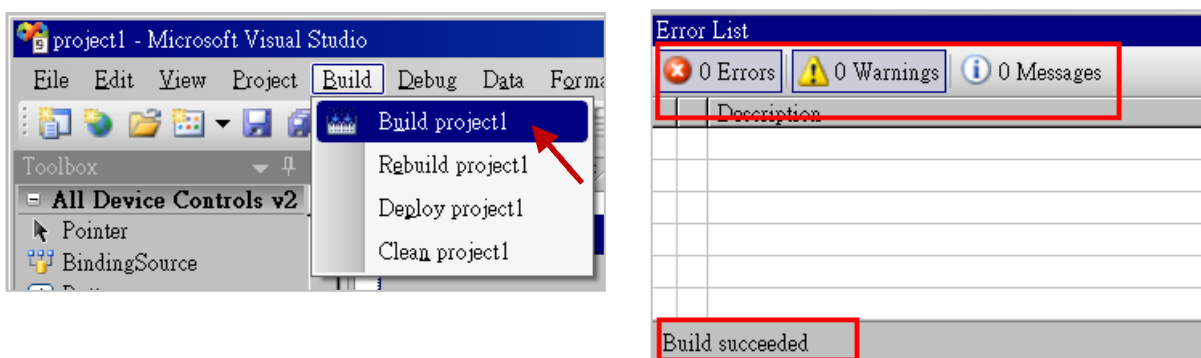 project1 - Microsoft Visual Studio
File Edit View Project Build Debug Data Forma
Build project1
Rebuild project1
Deploy project1
Clean project1
Toolbox
All Device Controls v2
Pointer
BindingSource
Error List
0 Errors 0 Warnings 0 Messages
Description
Build succeeded